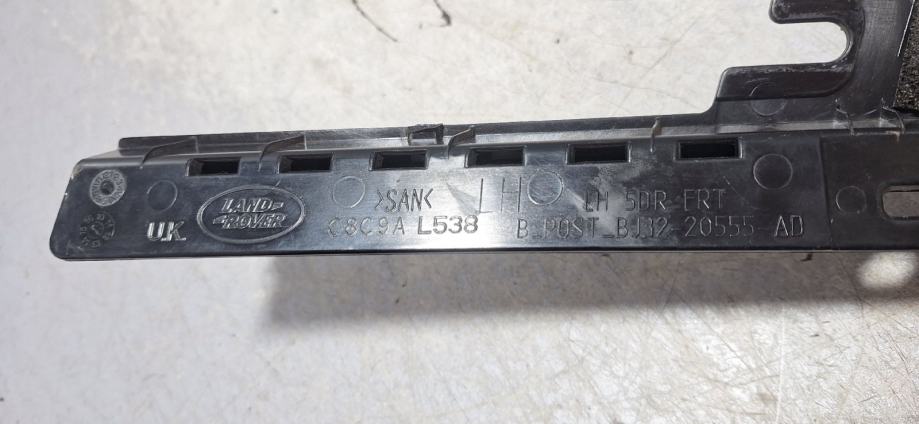 >SAN< LH LH 5DR FRT
UK LAND-
-ROVER C8C9A L538 B_POST_BJ32-20555-AD